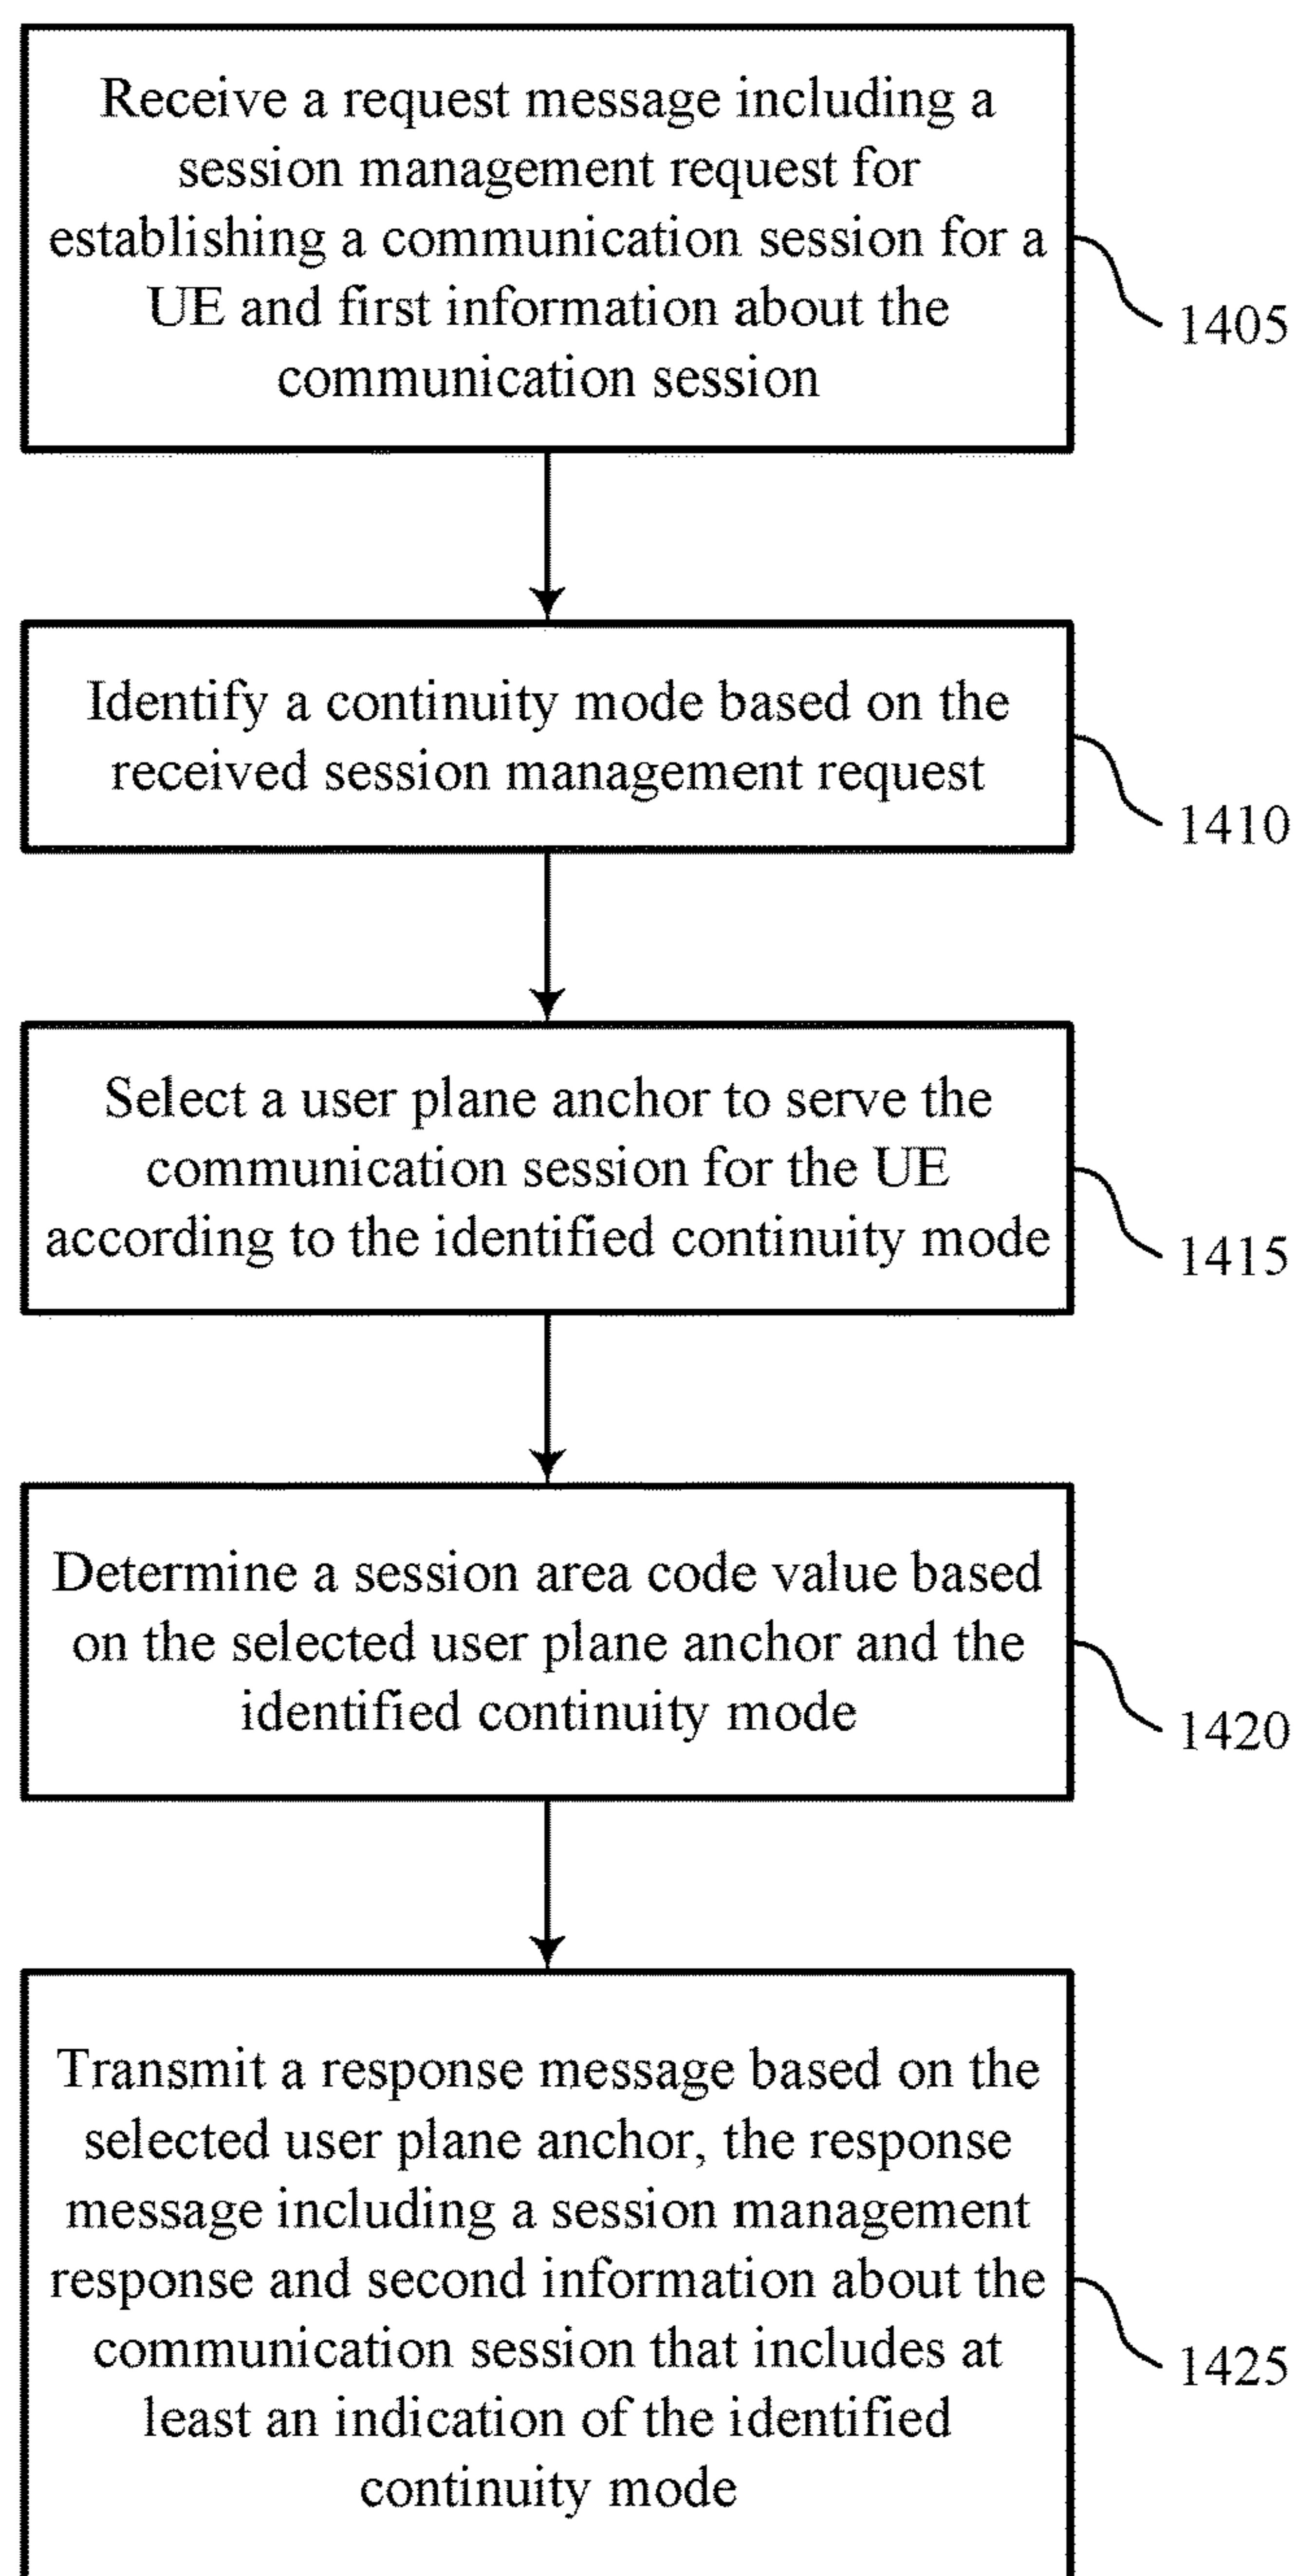 Receive a request message including a
session management request for
establishing a communication session for a
UE and first information about the
communication session
1405
Identify a continuity mode based on the
received session management request
1410
Select a user plane anchor to serve the
communication session for the UE
according to the identified continuity mode
1415
Determine a session area code value based
on the selected user plane anchor and the
identified continuity mode
1420
Transmit a response message based on the
selected user plane anchor, the response
message including a session management
response and second information about the
communication session that includes at
least an indication of the identified
continuity mode
1425